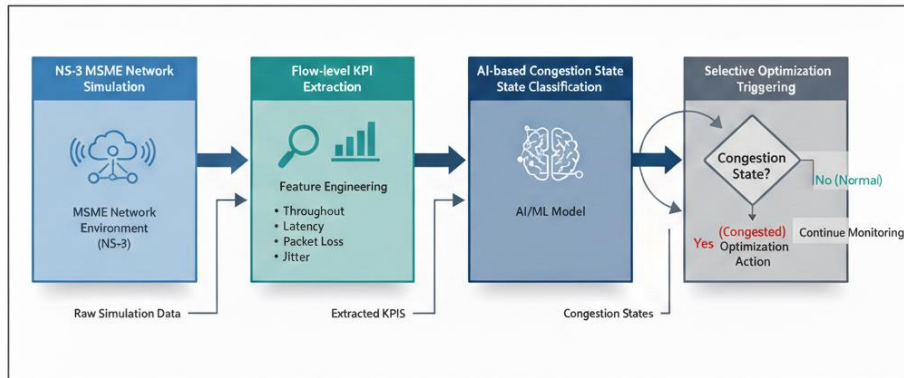 NS-3 MSME Network
Simulation
MSME Network
Environment
(NS-3)
Flow-level KPI
Extraction
Feature Engineering
• Throughout
• Latency
• Packet Loss
• Jitter
AI-based Congestion State
State Classification
AI/ML Model
Selective Optimization
Triggering
Congestion
State?
No (Normal)
Yes (Congested)
Optimization
Action
Continue Monitoring
Raw Simulation Data
Extracted KPIS
Congestion States